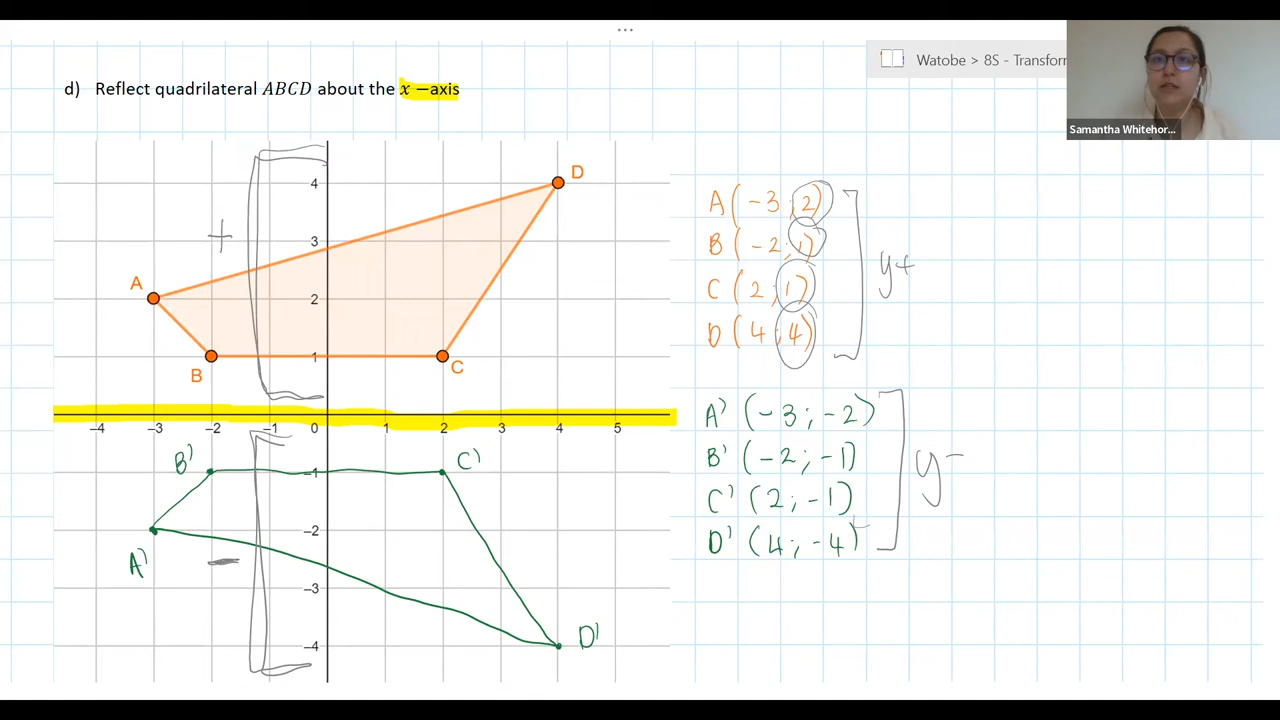 Watobe > 8S - Transform
Samantha Whitehor...
d) Reflect quadrilateral ABCD about the x −axis
D
4
3
+
A
2
1
B
C
−4 −3 −2 −1 0 1 2 3 4 5
B' C'
−1
−2
A'
−
−3
D'
−4
A(-3;2)
B(-2;1)
C(2;1)
D(4;4)
y+
A'(-3;-2)
B'(-2;-1)
C'(2;-1)
D'(4;-4)
y-